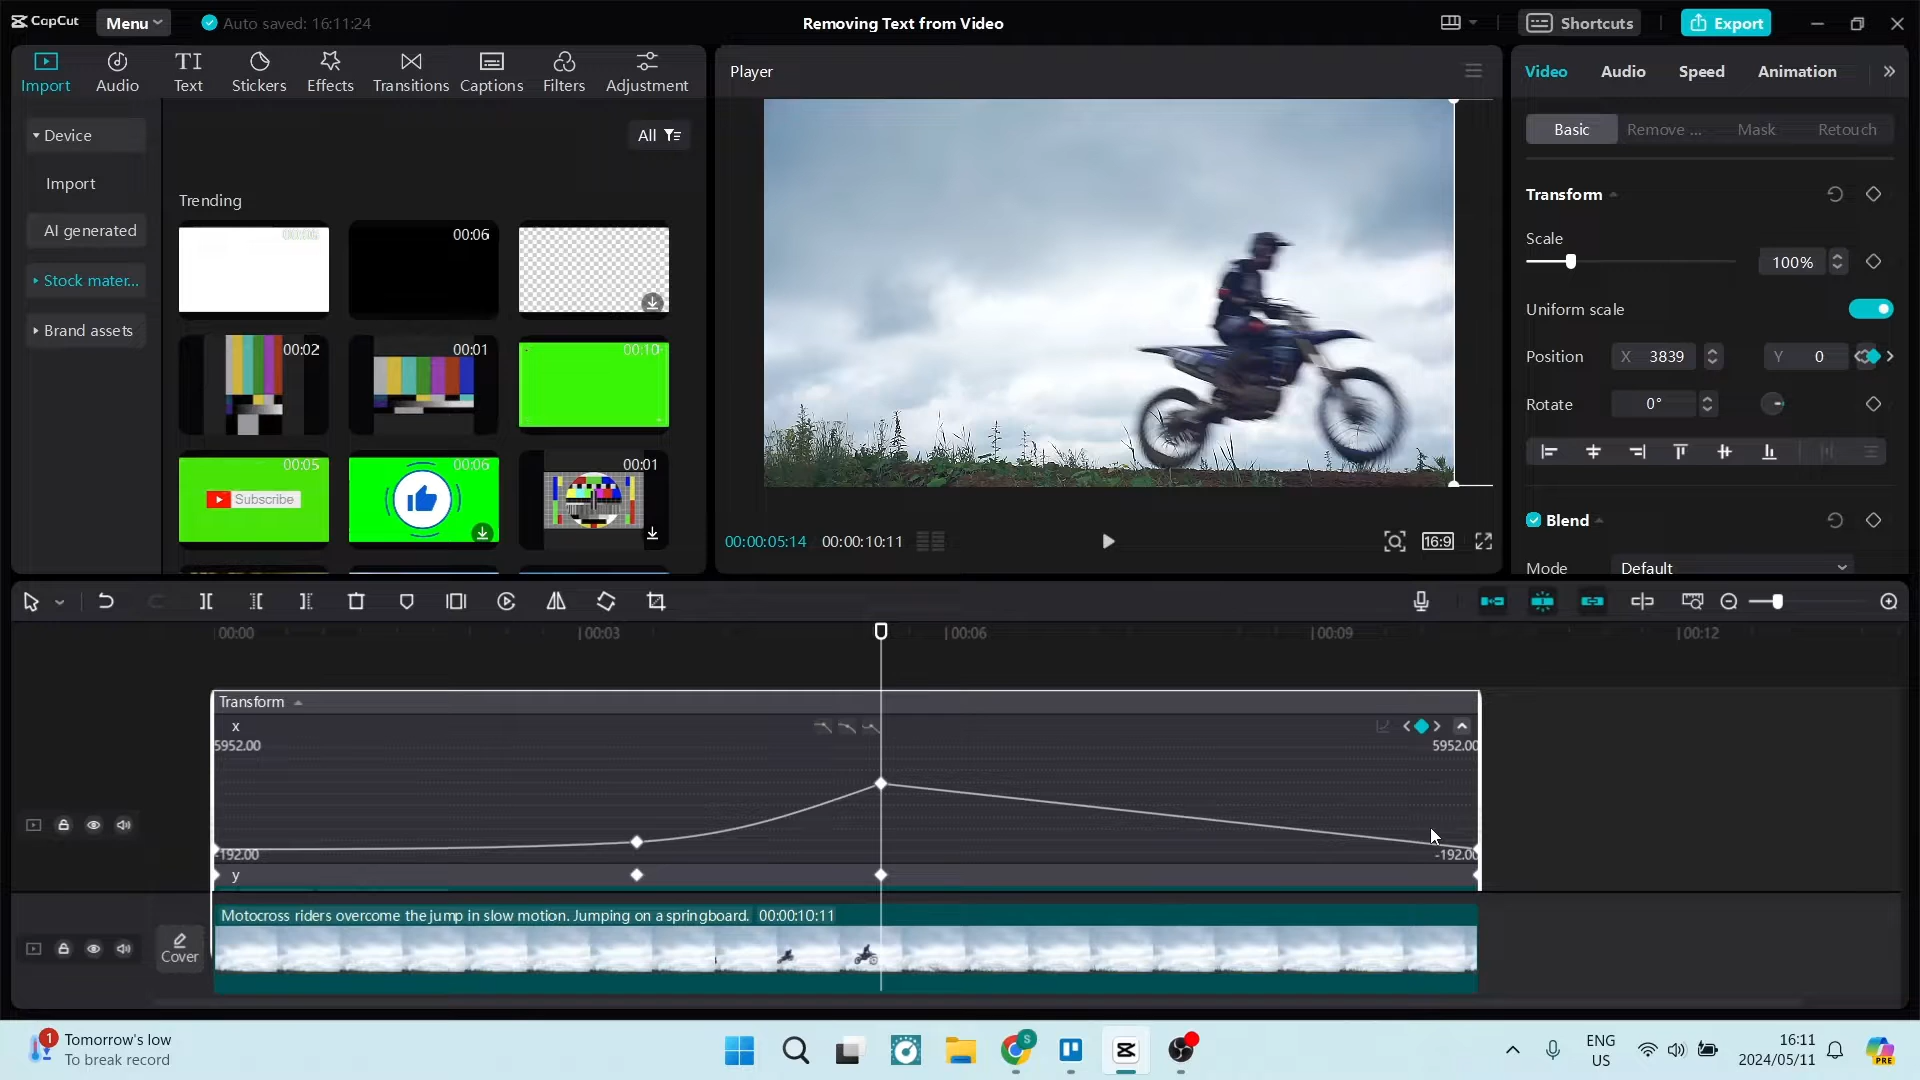 CapCut
Menu
Auto saved: 16:11:24
Removing Text from Video
Shortcuts
Export
Import
Audio
Text
Stickers
Effects
Transitions
Captions
Filters
Adjustment
Device
Import
AI generated
Stock mater...
Brand assets
All
Trending
00:06
00:02
00:01
00:10
00:05
Subscribe
00:06
00:01
Player
00:00:05:14
00:00:10:11
16:9
Video
Audio
Speed
Animation
Basic
Remove ...
Mask
Retouch
Transform
Scale
100%
Uniform scale
Position
X 3839
Y 0
Rotate
0°
Blend
Mode
Default
00:00
00:03
00:06
00:09
00:12
Transform
x
5952.00
5952.00
-192.00
-192.00
y
Cover
Motocross riders overcome the jump in slow motion. Jumping on a springboard. 00:00:10:11
1
Tomorrow's low
To break record
S
ENG
US
16:11
2024/05/11
PRE